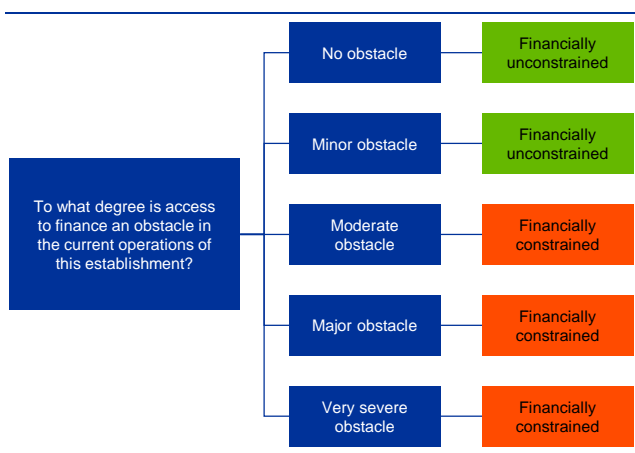 To what degree is access
to finance an obstacle in
the current operations of
this establishment?
No obstacle
Financially
unconstrained
Minor obstacle
Financially
unconstrained
Moderate
obstacle
Financially
constrained
Major obstacle
Financially
constrained
Very severe
obstacle
Financially
constrained